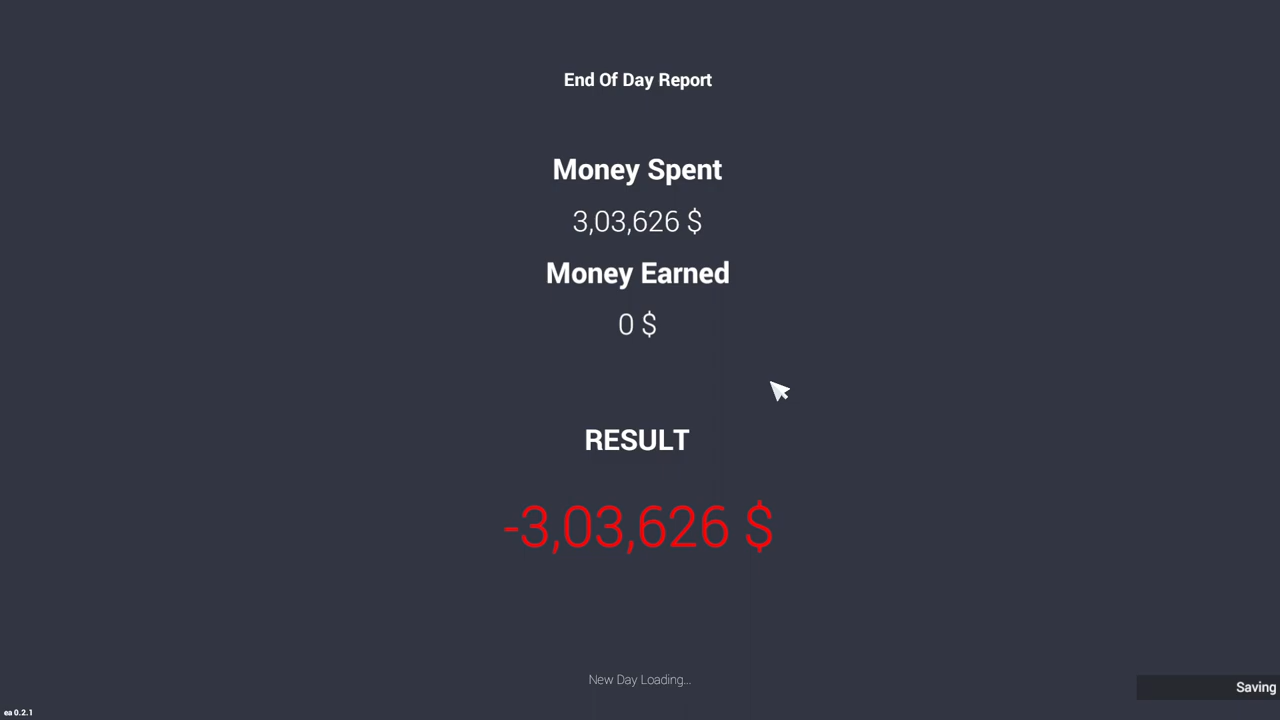 End Of Day Report
Money Spent
3,03,626 $
Money Earned
0 $
RESULT
-3,03,626 $
New Day Loading...
Saving
ea 0.2.1